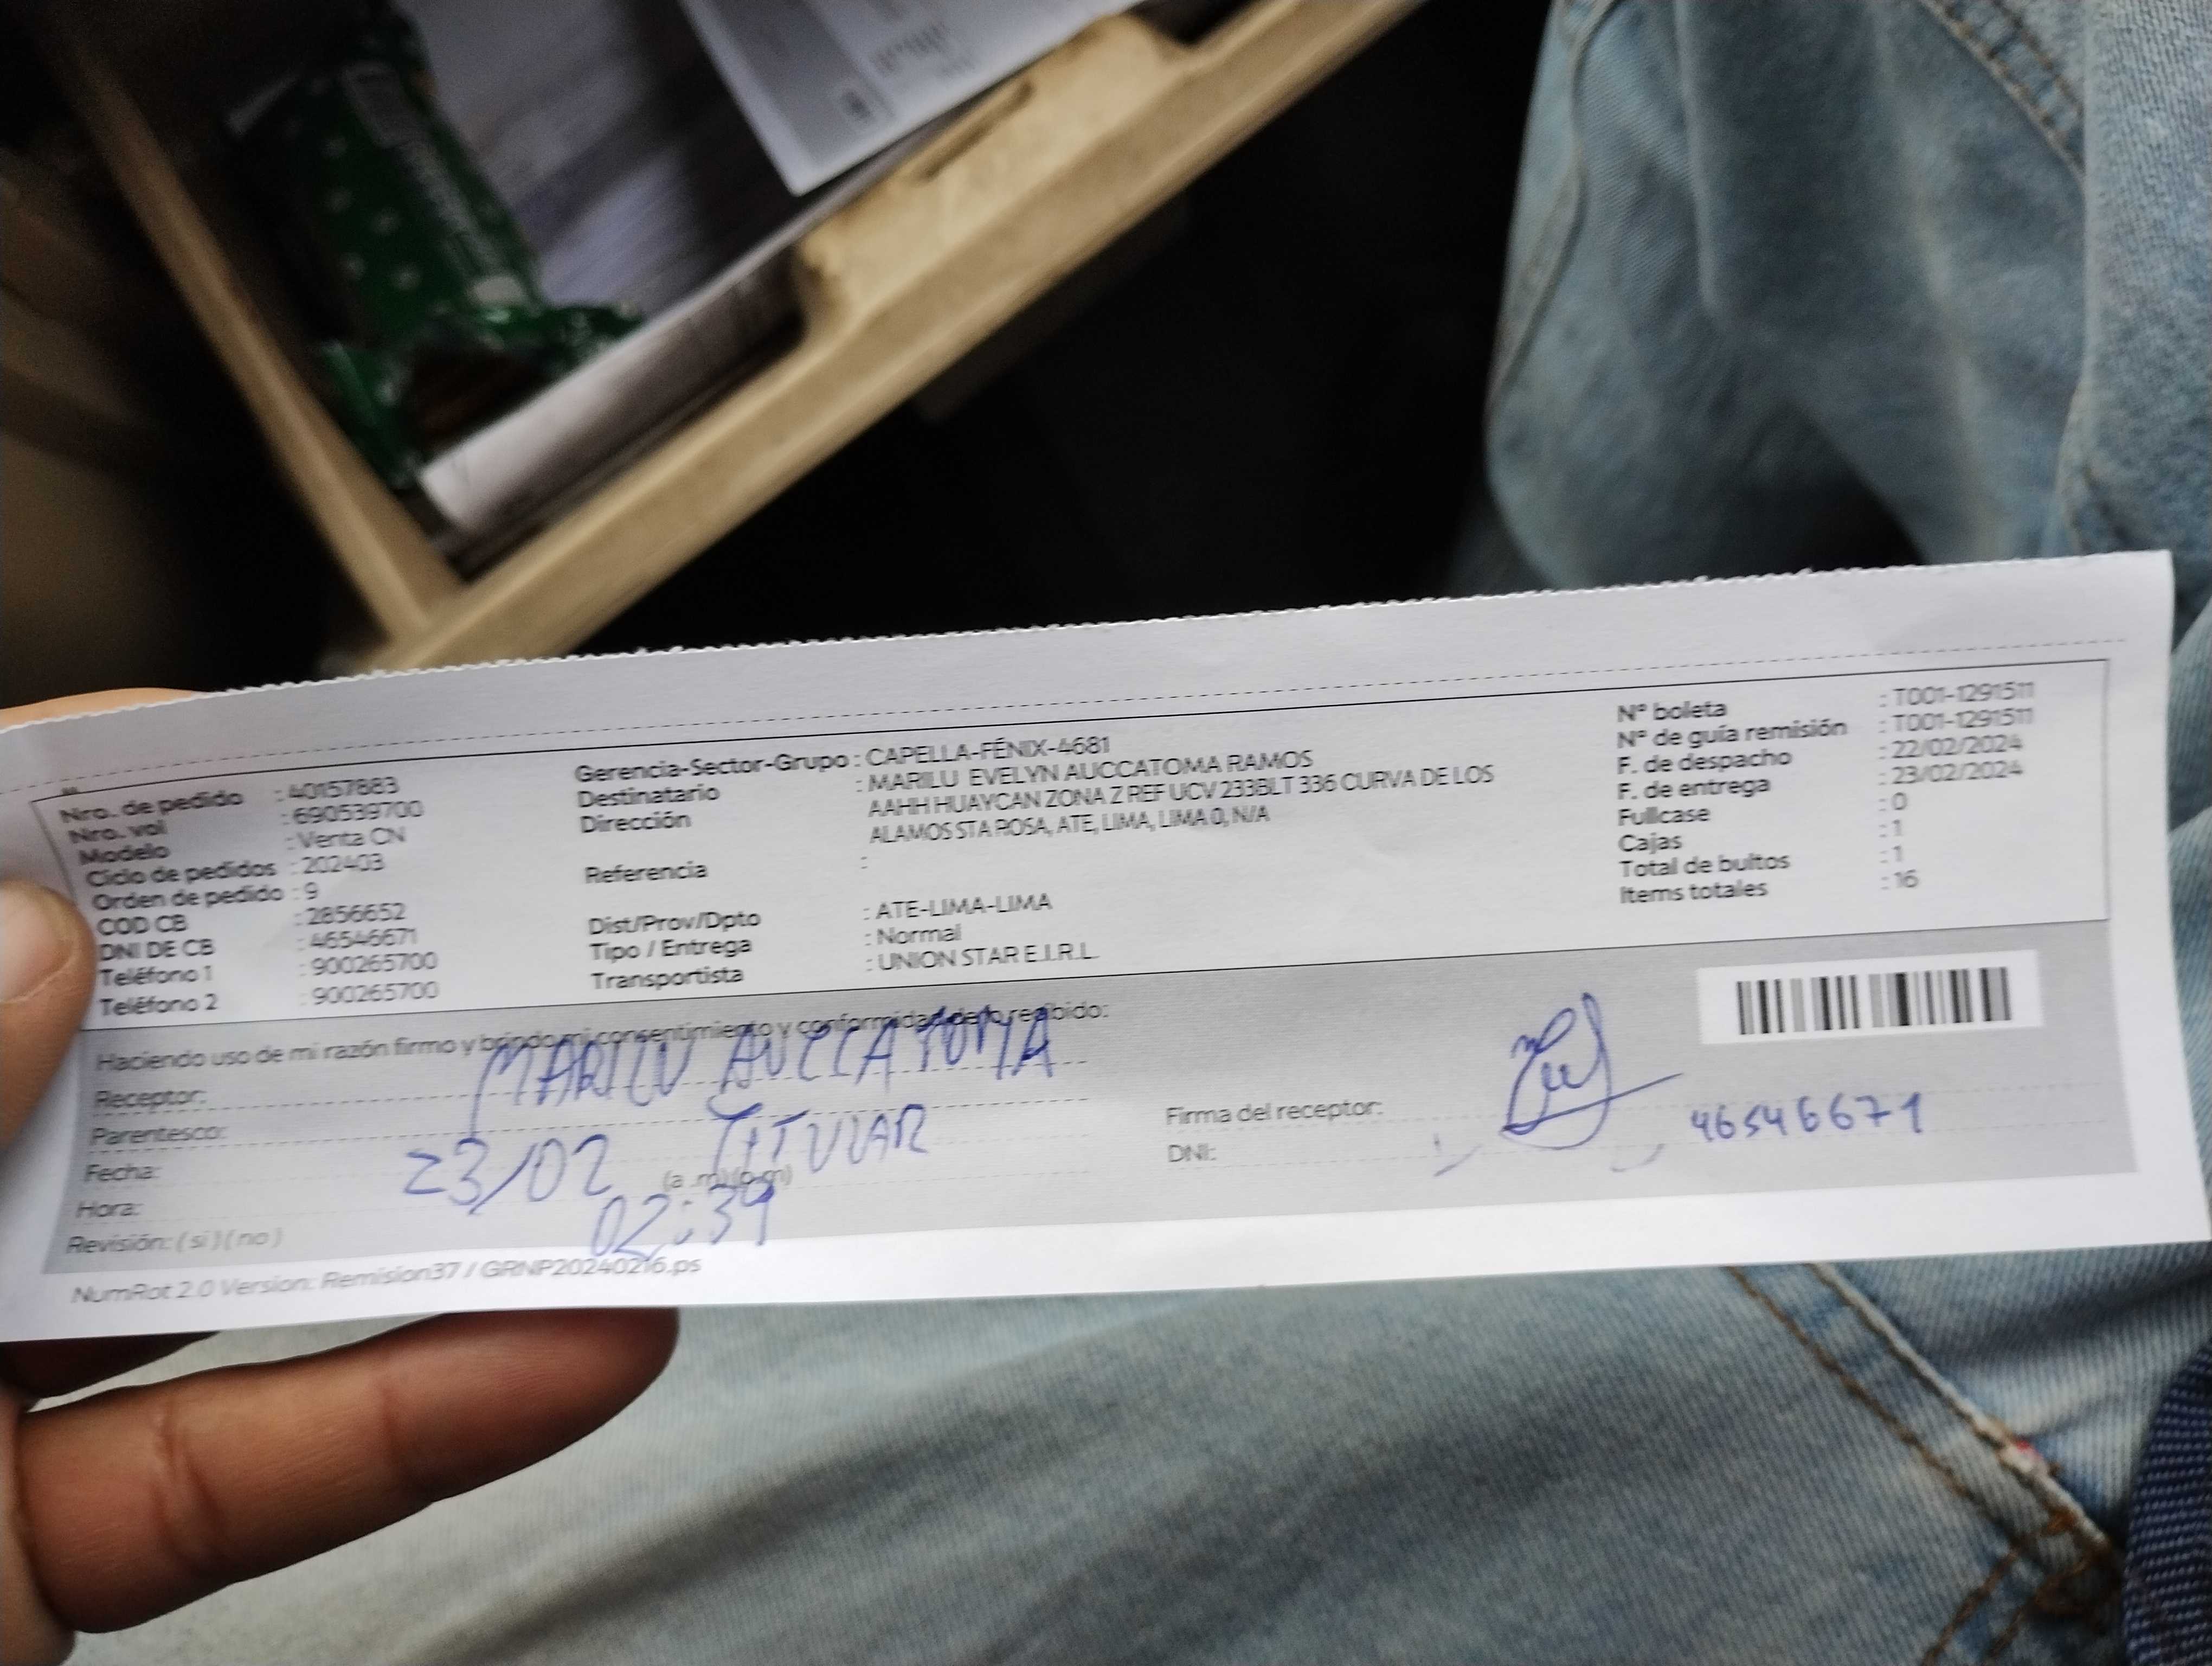 Nro. de pedido : 40157883
Nro. vol : 690539700
Modelo : Venta CN
Ciclo de pedidos : 202403
Orden de pedido : 9
COD CB : 2856652
DNI DE CB : 46546671
Teléfono 1 : 900265700
Teléfono 2 : 900265700
Gerencia-Sector-Grupo : CAPELLA-FÉNIX-4681
Destinatario : MARILU EVELYN AUCCATOMA RAMOS
Dirección AAHH HUAYCAN ZONA Z REF UCV 233BLT 336 CURVA DE LOS
ALAMOS STA ROSA, ATE, LIMA, LIMA 0, N/A
Referencia :
Dist/Prov/Dpto : ATE-LIMA-LIMA
Tipo / Entrega : Normal
Transportista : UNION STAR E.I.R.L.
N° boleta : T001-1291511
N° de guía remisión : T001-1291511
F. de despacho : 22/02/2024
F. de entrega : 23/02/2024
Fullcase : 0
Cajas : 1
Total de bultos : 1
Items totales : 16
Haciendo uso de mi razón firmo y brindo mi consentimiento y conformidad de lo recibido:
Receptor: MARILU AUCCATOMA
Parentesco: TITULAR
Fecha: 23/02
Hora: (a .m) (p.m) 02:39
Revisión: ( si ) ( no )
Firma del receptor:
DNI: 46546671
NumRot 2.0 Version: Remision37 / GRNP20240216.ps